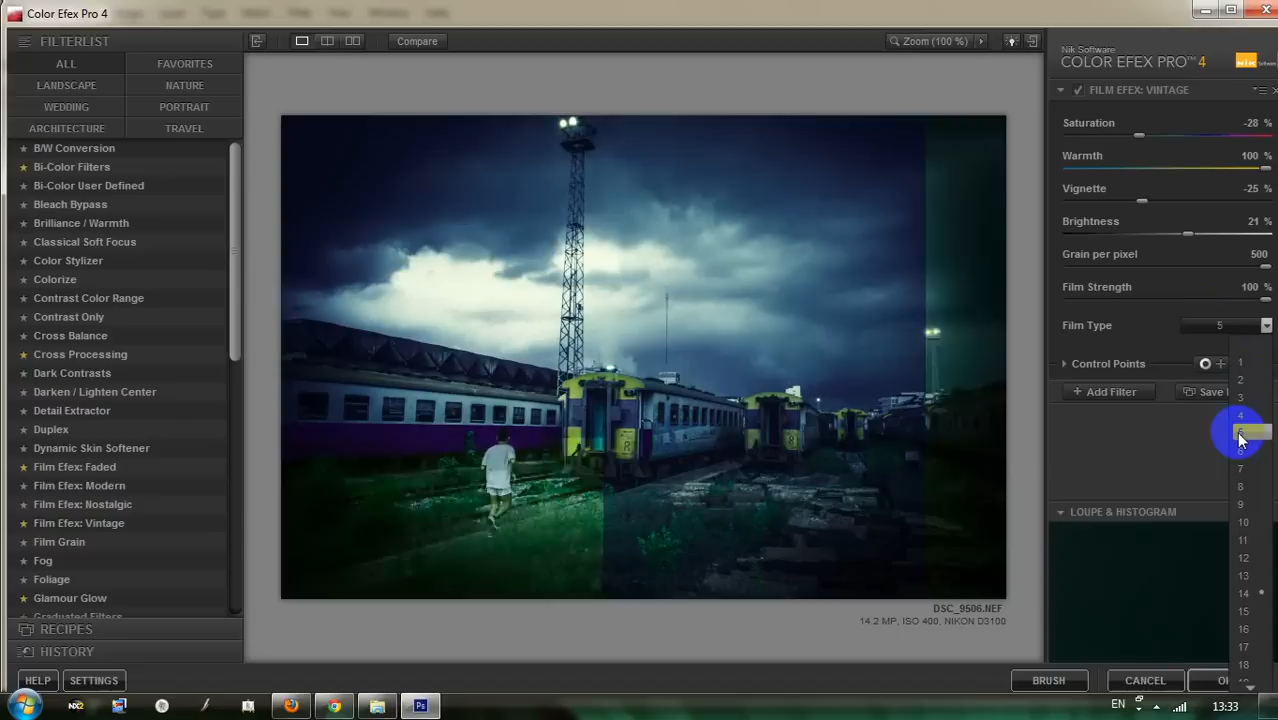 Color Efex Pro 4
FILTERLIST
ALL FAVORITES
LANDSCAPE NATURE
WEDDING PORTRAIT
ARCHITECTURE TRAVEL
B/W Conversion
Bi-Color Filters
Bi-Color User Defined
Bleach Bypass
Brilliance / Warmth
Classical Soft Focus
Color Stylizer
Colorize
Contrast Color Range
Contrast Only
Cross Balance
Cross Processing
Dark Contrasts
Darken / Lighten Center
Detail Extractor
Duplex
Dynamic Skin Softener
Film Efex: Faded
Film Efex: Modern
Film Efex: Nostalgic
Film Efex: Vintage
Film Grain
Fog
Foliage
Glamour Glow
Graduated Filters
RECIPES
HISTORY
HELP SETTINGS
Compare
Zoom (100 %)
DSC_9506.NEF
14.2 MP, ISO 400, NIKON D3100
Nik Software
COLOR EFEX PRO™ 4
FILM EFEX: VINTAGE
Saturation -28 %
Warmth 100 %
Vignette -25 %
Brightness 21 %
Grain per pixel 500
Film Strength 100 %
Film Type 5
Control Points
Add Filter Save
1
2
3
4
5
6
7
8
9
10
11
12
13
14
15
16
17
18
LOUPE & HISTOGRAM
BRUSH CANCEL
NX2 Ps EN 13:33